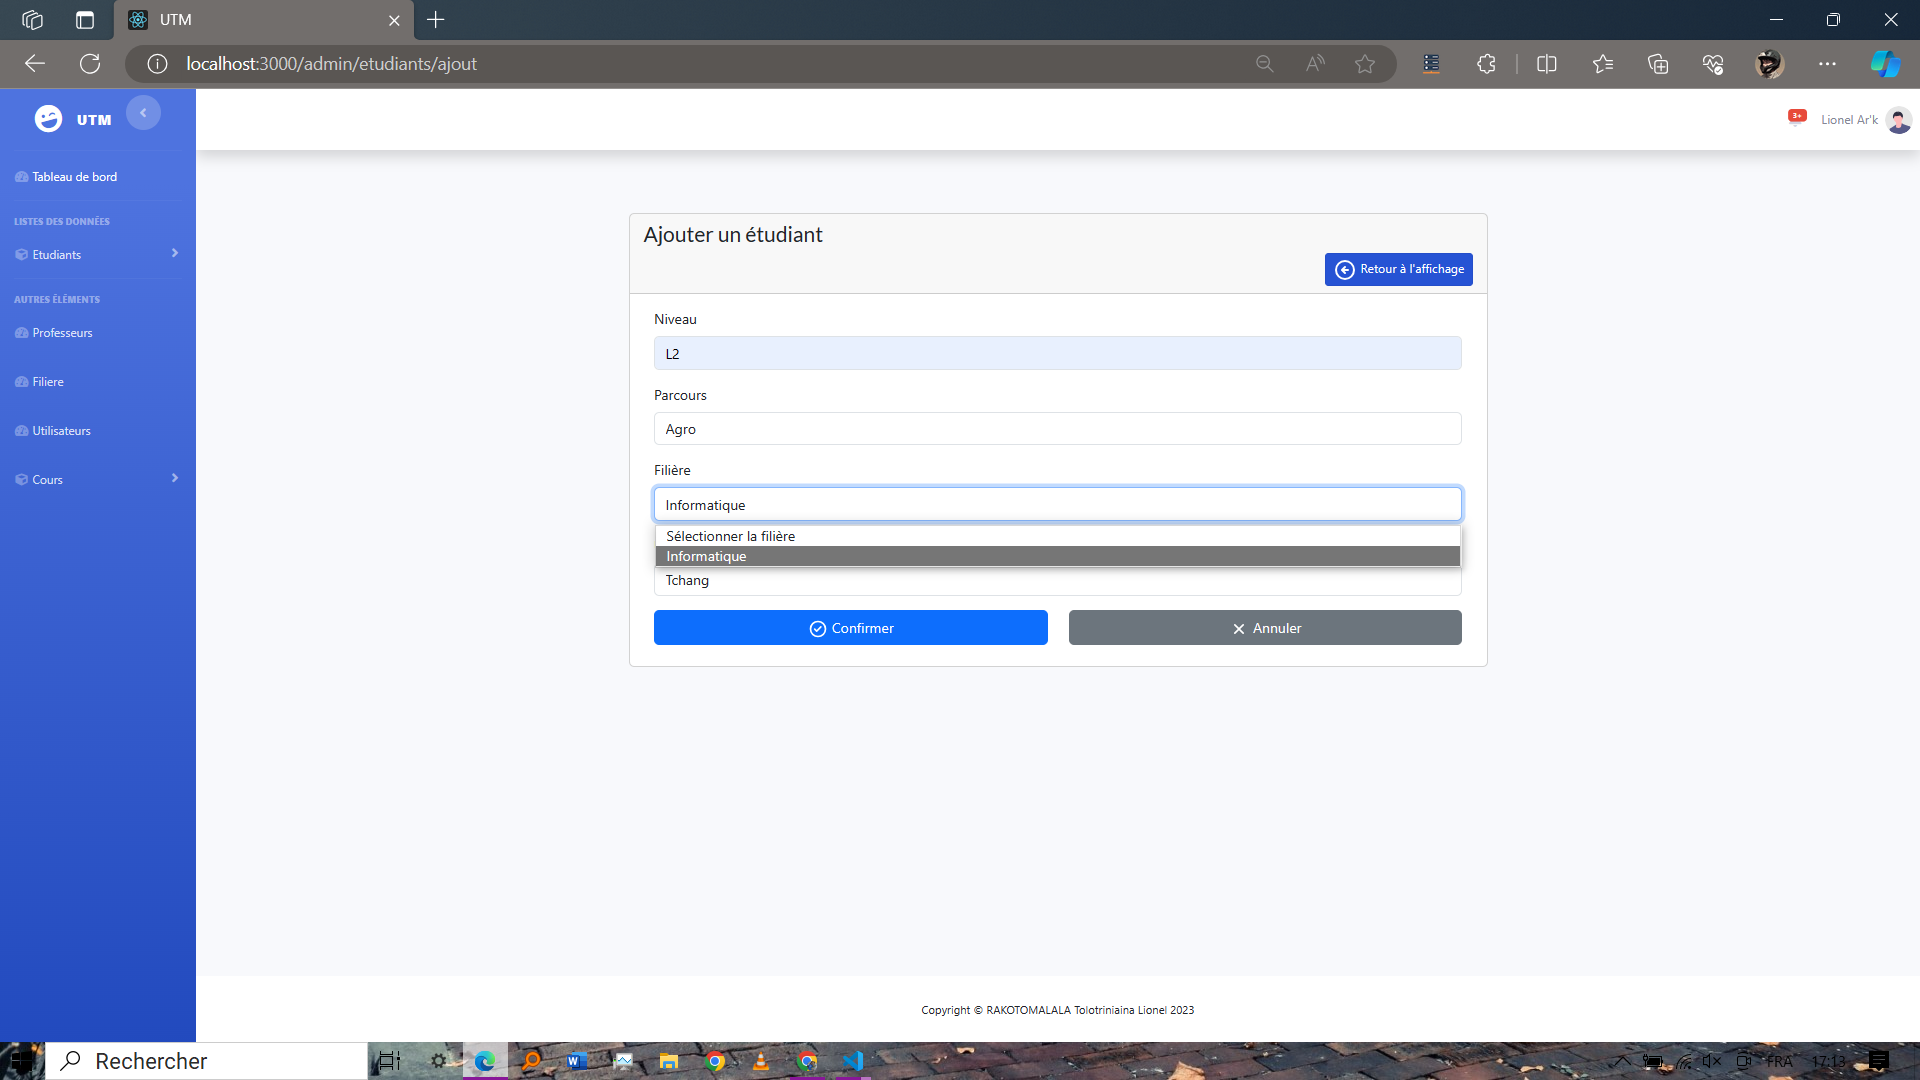 UTM
localhost:3000/admin/etudiants/ajout
UTM
3+
Lionel Ar'k
Tableau de bord
LISTES DES DONNÉES
Etudiants
AUTRES ÉLÉMENTS
Professeurs
Filiere
Utilisateurs
Cours
Ajouter un étudiant
Retour à l'affichage
Niveau
L2
Parcours
Agro
Filière
Informatique
Sélectionner la filière
Informatique
Tchang
Confirmer
Annuler
Copyright © RAKOTOMALALA Tolotriniaina Lionel 2023
Rechercher
FRA
17:13